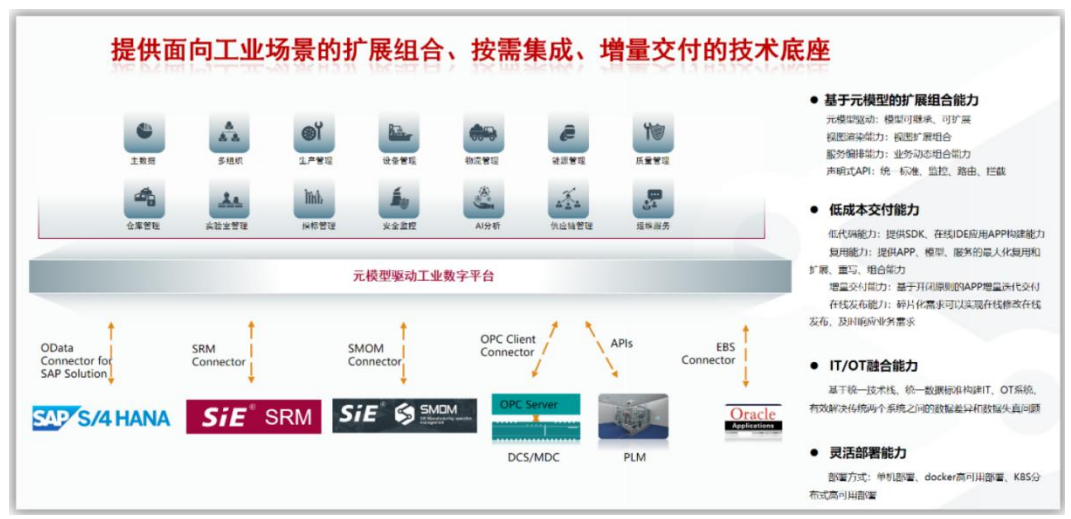 提供面向工业场景的扩展组合、按需集成、增量交付的技术底座
主数据
多组织
生产管理
设备管理
物流管理
能源管理
质量管理
仓库管理
实验室管理
指标管理
安全监控
AI分析
供应链管理
运维服务
元模型驱动工业数字平台
OData
Connector for
SAP Solution
SRM
Connector
SMOM
Connector
OPC Client
Connector
APIs
EBS
Connector
SAP S/4 HANA
SiE® SRM
SiE® SMOM
OPC Server
DCS/MDC
PLM
Oracle
Applications
● 基于元模型的扩展组合能力
元模型驱动：模型可继承、可扩展
视图渲染能力：视图扩展组合
服务编排能力：业务动态组合能力
声明式API：统一标准、监控、路由、拦截
● 低成本交付能力
低代码能力：提供SDK、在线IDE应用APP构建能力
复用能力：提供APP、模型、服务的最大化复用和
扩展、重写、组合能力
增量交付能力：基于开闭原则的APP增量迭代交付
在线发布能力：碎片化需求可以实现在线修改在线
发布，及时响应业务需求
● IT/OT融合能力
基于统一技术栈、统一数据标准构建IT、OT系统，
有效解决传统两个系统之间的数据差异和数据失真问题
● 灵活部署能力
部署方式：单机部署、docker高可用部署、K8S分
布式高可用部署